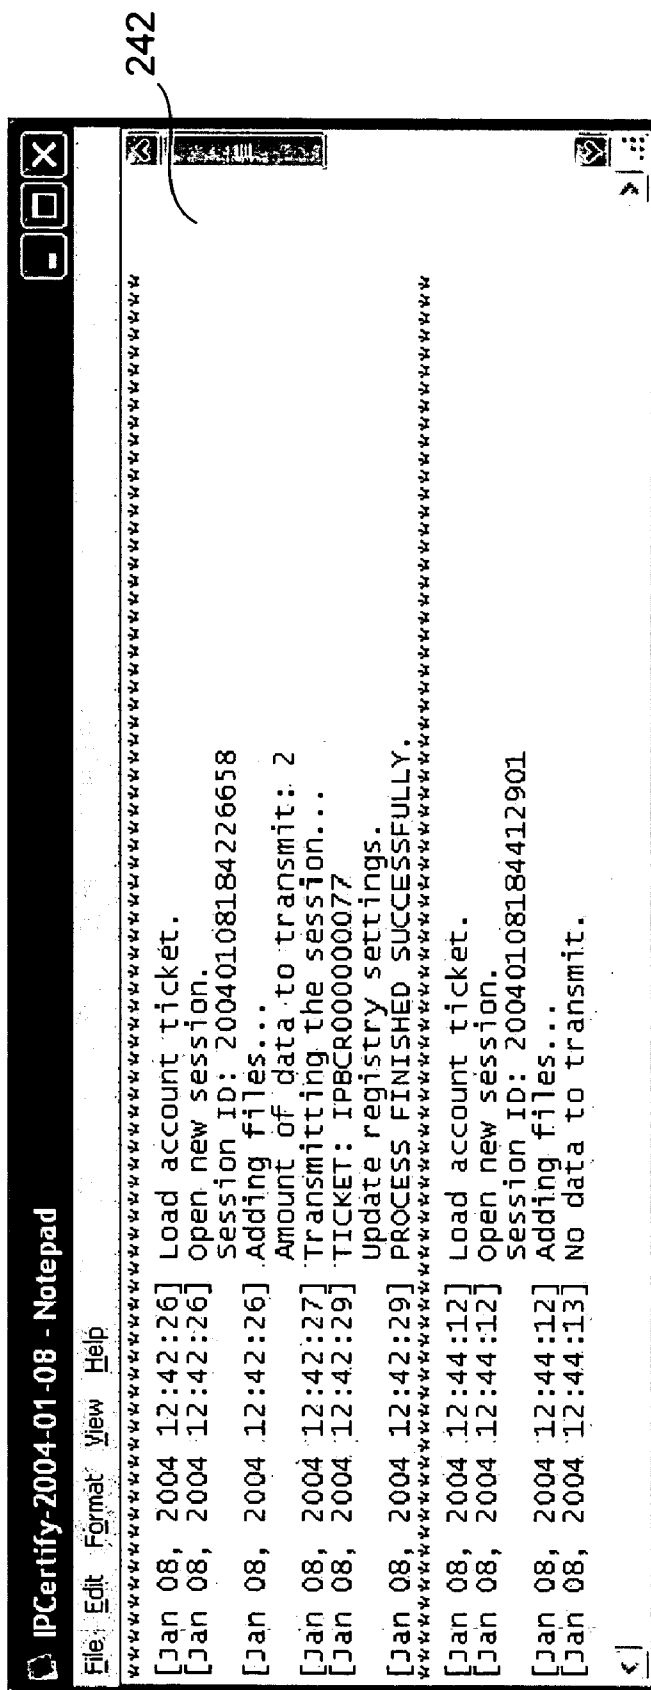 242
IPCertify-2004-01-08 - Notepad
File Edit Format View Help
******************************************************************************
[Jan 08, 2004 12:42:26] Load account ticket.
[Jan 08, 2004 12:42:26] Open new session.
Session ID: 20040108184226658
[Jan 08, 2004 12:42:26] Adding files...
Amount of data to transmit: 2
[Jan 08, 2004 12:42:27] Transmitting the session...
[Jan 08, 2004 12:42:29] TICKET: IPBCR0000000077
Update registry settings.
[Jan 08, 2004 12:42:29] PROCESS FINISHED SUCCESSFULLY.
******************************************************************************
[Jan 08, 2004 12:44:12] Load account ticket.
[Jan 08, 2004 12:44:12] Open new session.
Session ID: 20040108184412901
[Jan 08, 2004 12:44:12] Adding files...
[Jan 08, 2004 12:44:13] No data to transmit.